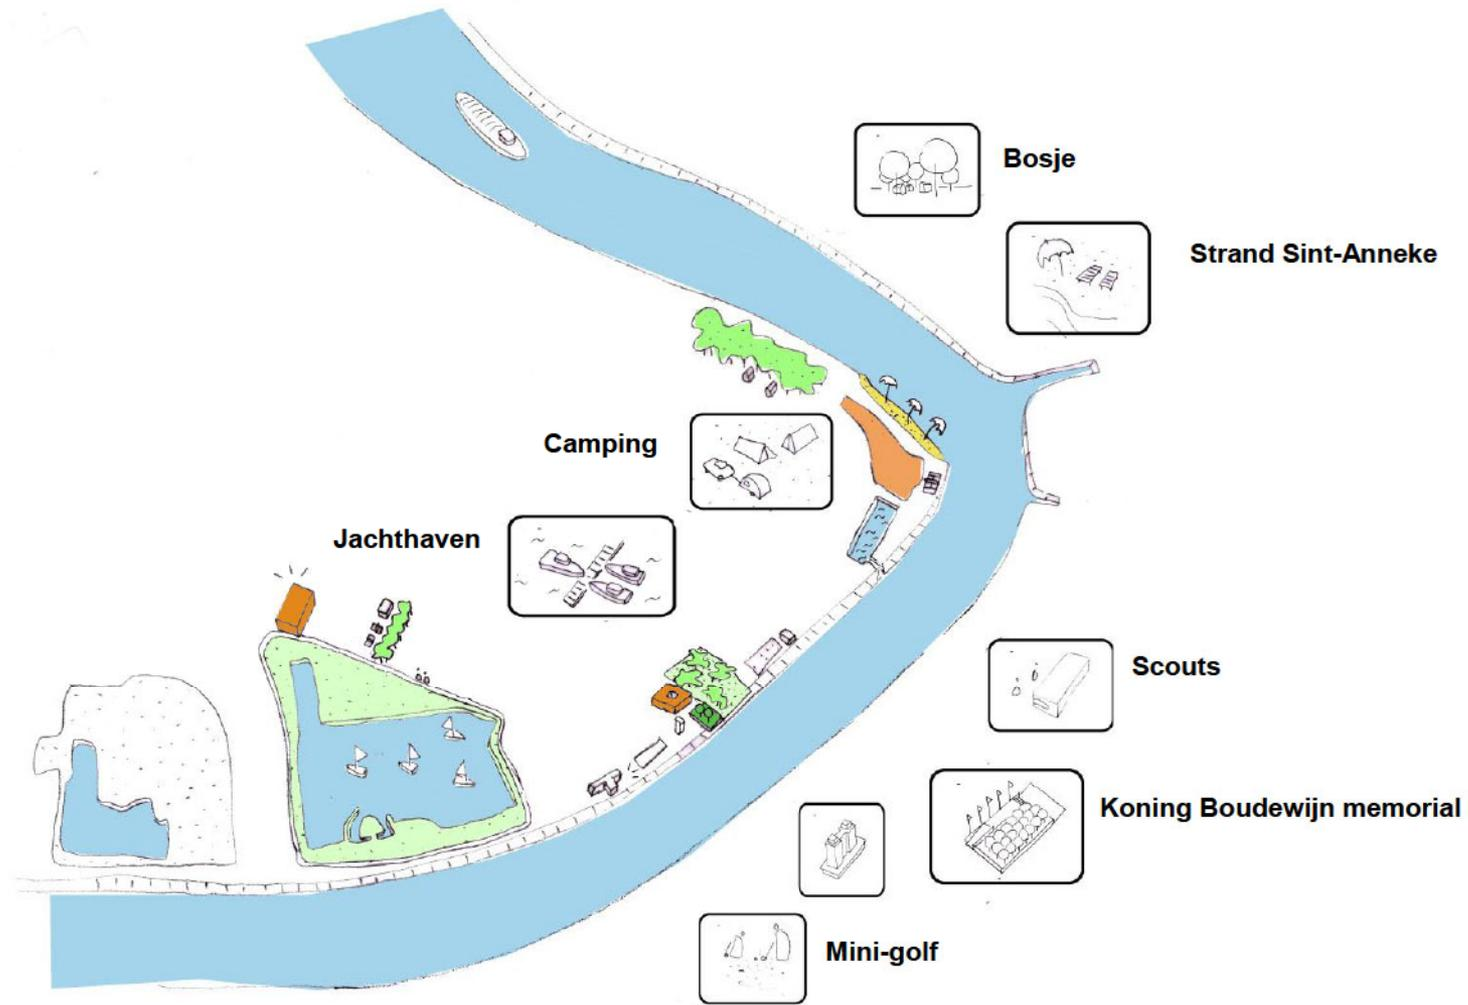 Bosje
Strand Sint-Anneke
Camping
Jachthaven
Scouts
Koning Boudewijn memorial
Mini-golf